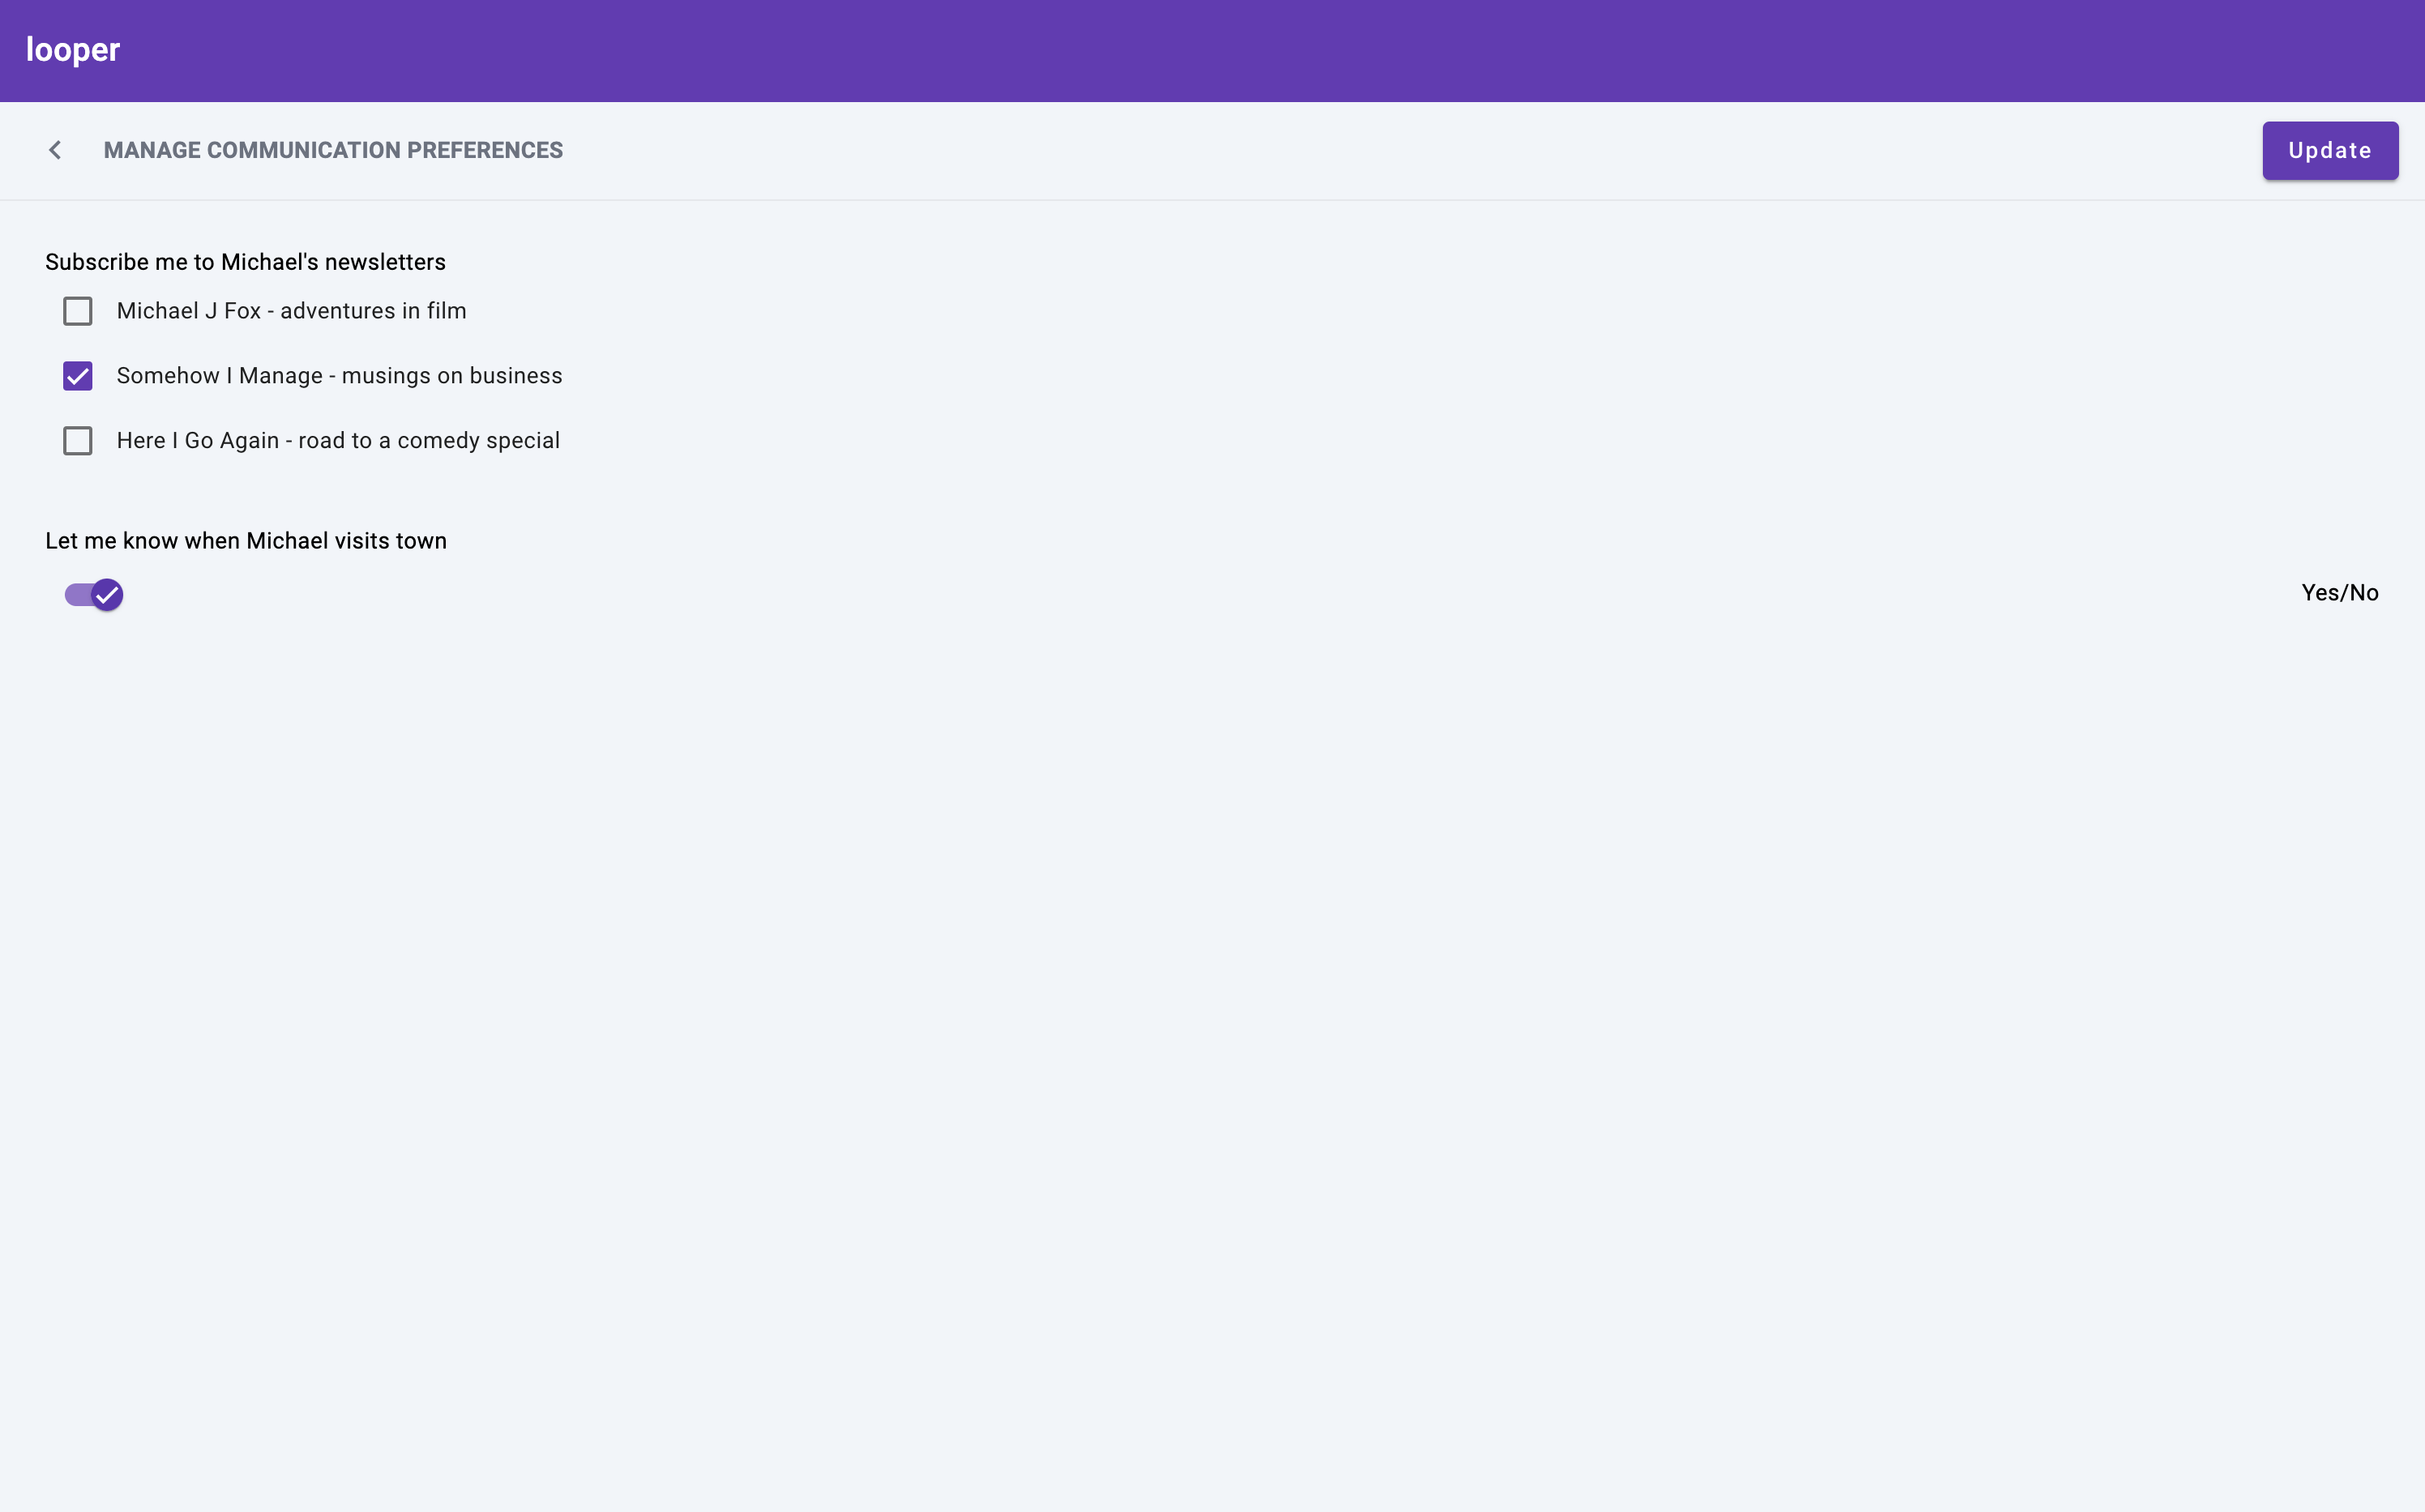 looper
MANAGE COMMUNICATION PREFERENCES
Update
Subscribe me to Michael's newsletters
Michael J Fox - adventures in film
Somehow I Manage - musings on business
Here I Go Again - road to a comedy special
Let me know when Michael visits town
Yes/No